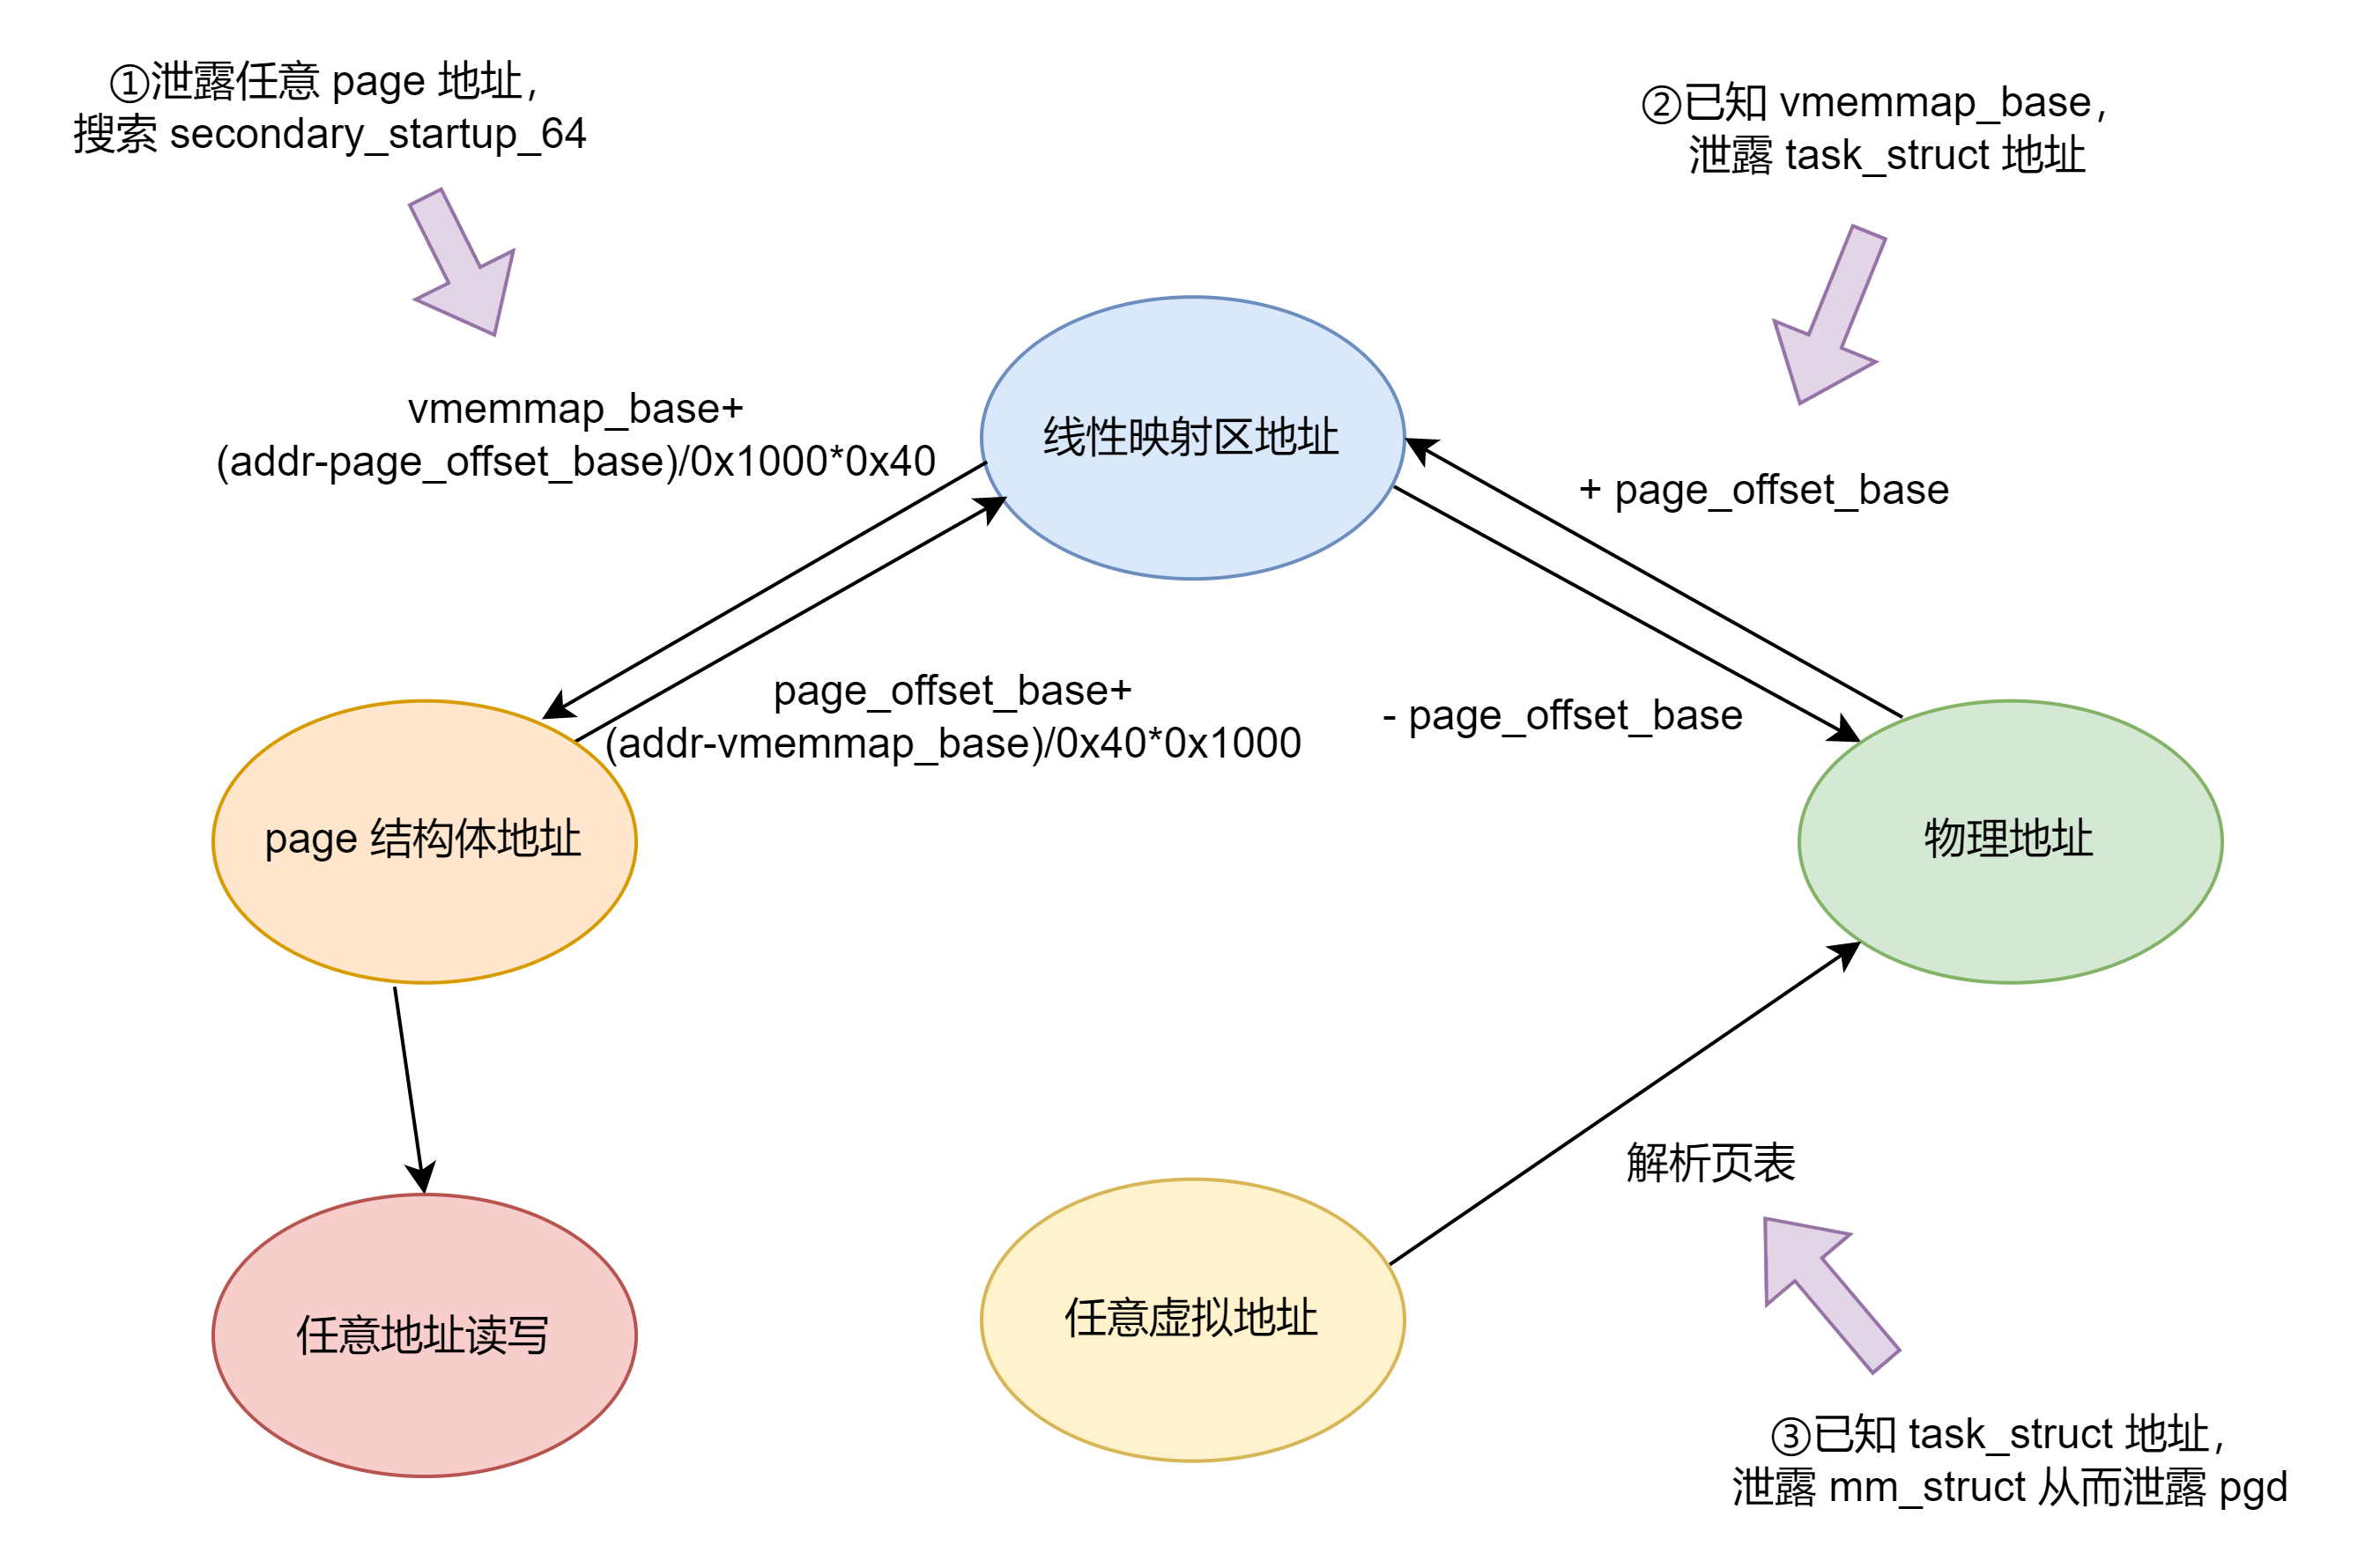 ①泄露任意 page 地址，
搜索 secondary_startup_64
②已知 vmemmap_base，
泄露 task_struct 地址
vmemmap_base+
(addr-page_offset_base)/0x1000*0x40
线性映射区地址
+ page_offset_base
page_offset_base+
(addr-vmemmap_base)/0x40*0x1000
- page_offset_base
page 结构体地址
物理地址
解析页表
任意地址读写
任意虚拟地址
③已知 task_struct 地址，
泄露 mm_struct 从而泄露 pgd